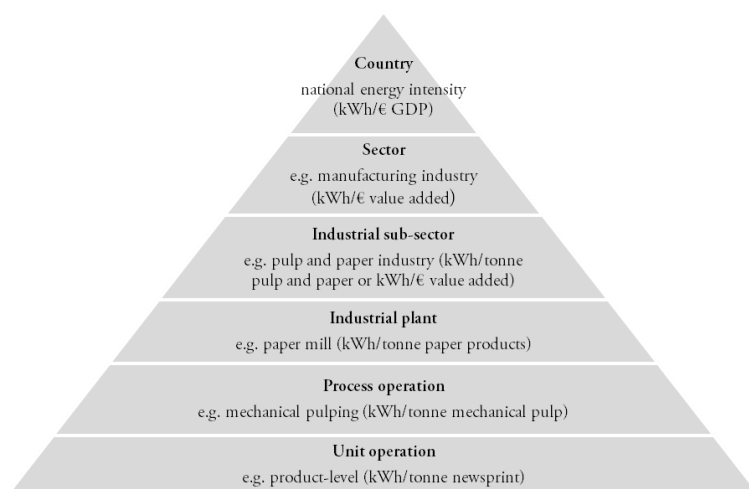 Country
national energy intensity
(kWh/€ GDP)
Sector
e.g. manufacturing industry
(kWh/€ value added)
Industrial sub-sector
e.g. pulp and paper industry (kWh/tonne
pulp and paper or kWh/€ value added)
Industrial plant
e.g. paper mill (kWh/tonne paper products)
Process operation
e.g. mechanical pulping (kWh/tonne mechanical pulp)
Unit operation
e.g. product-level (kWh/tonne newsprint)